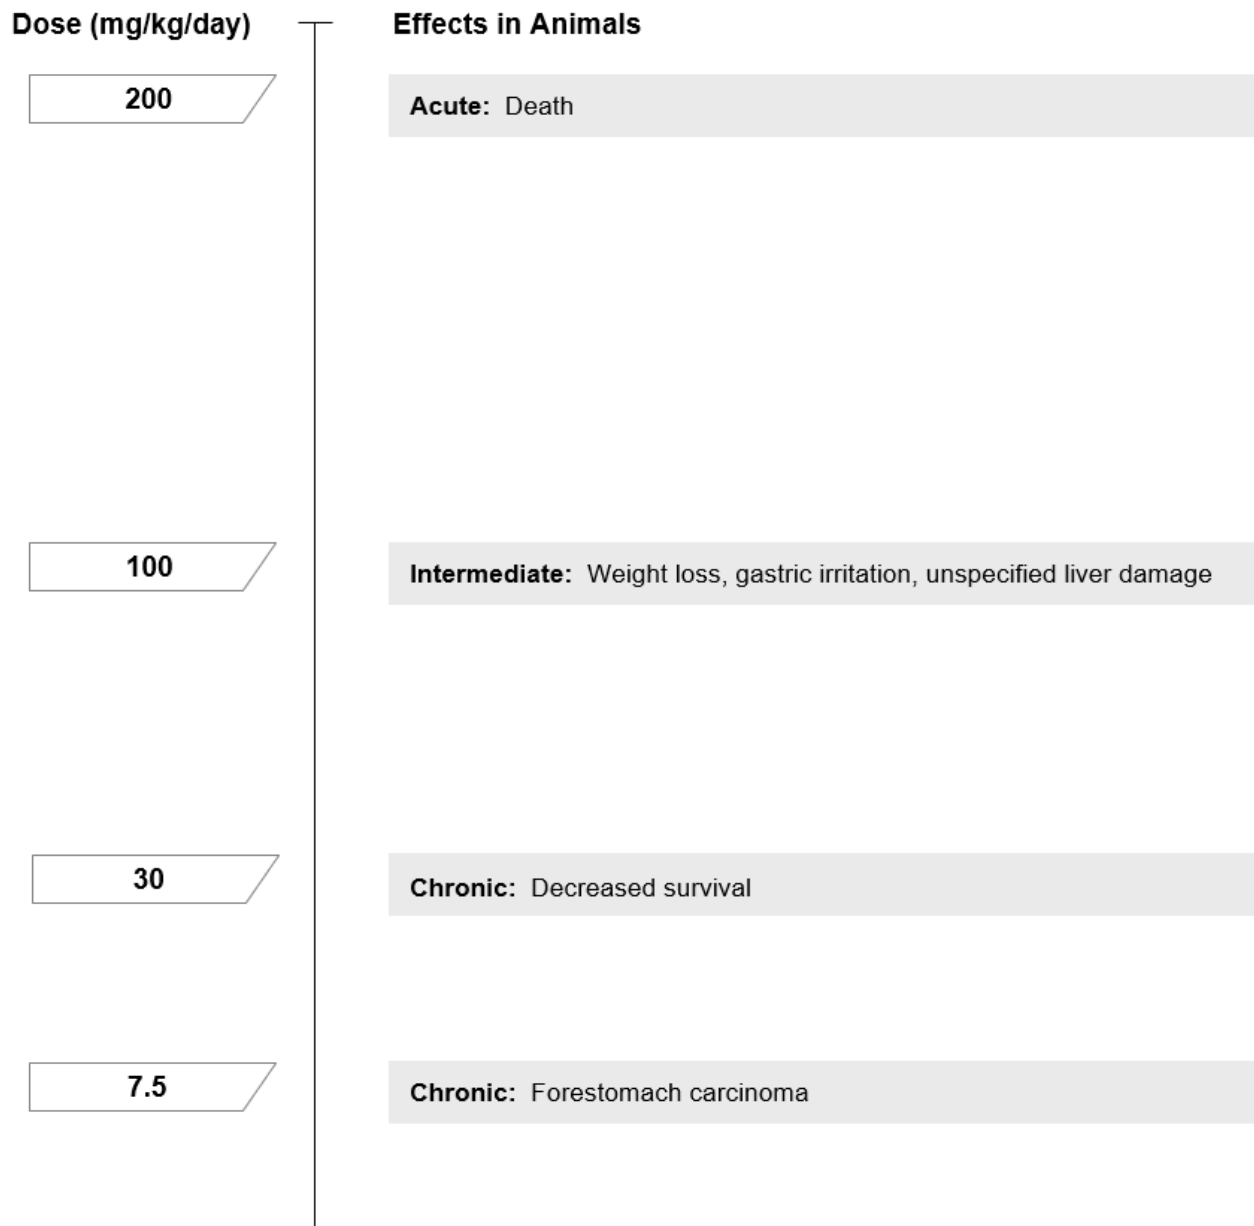 Dose (mg/kg/day) Effects in Animals
200 Acute: Death
100 Intermediate: Weight loss, gastric irritation, unspecified liver damage
30 Chronic: Decreased survival
7.5 Chronic: Forestomach carcinoma